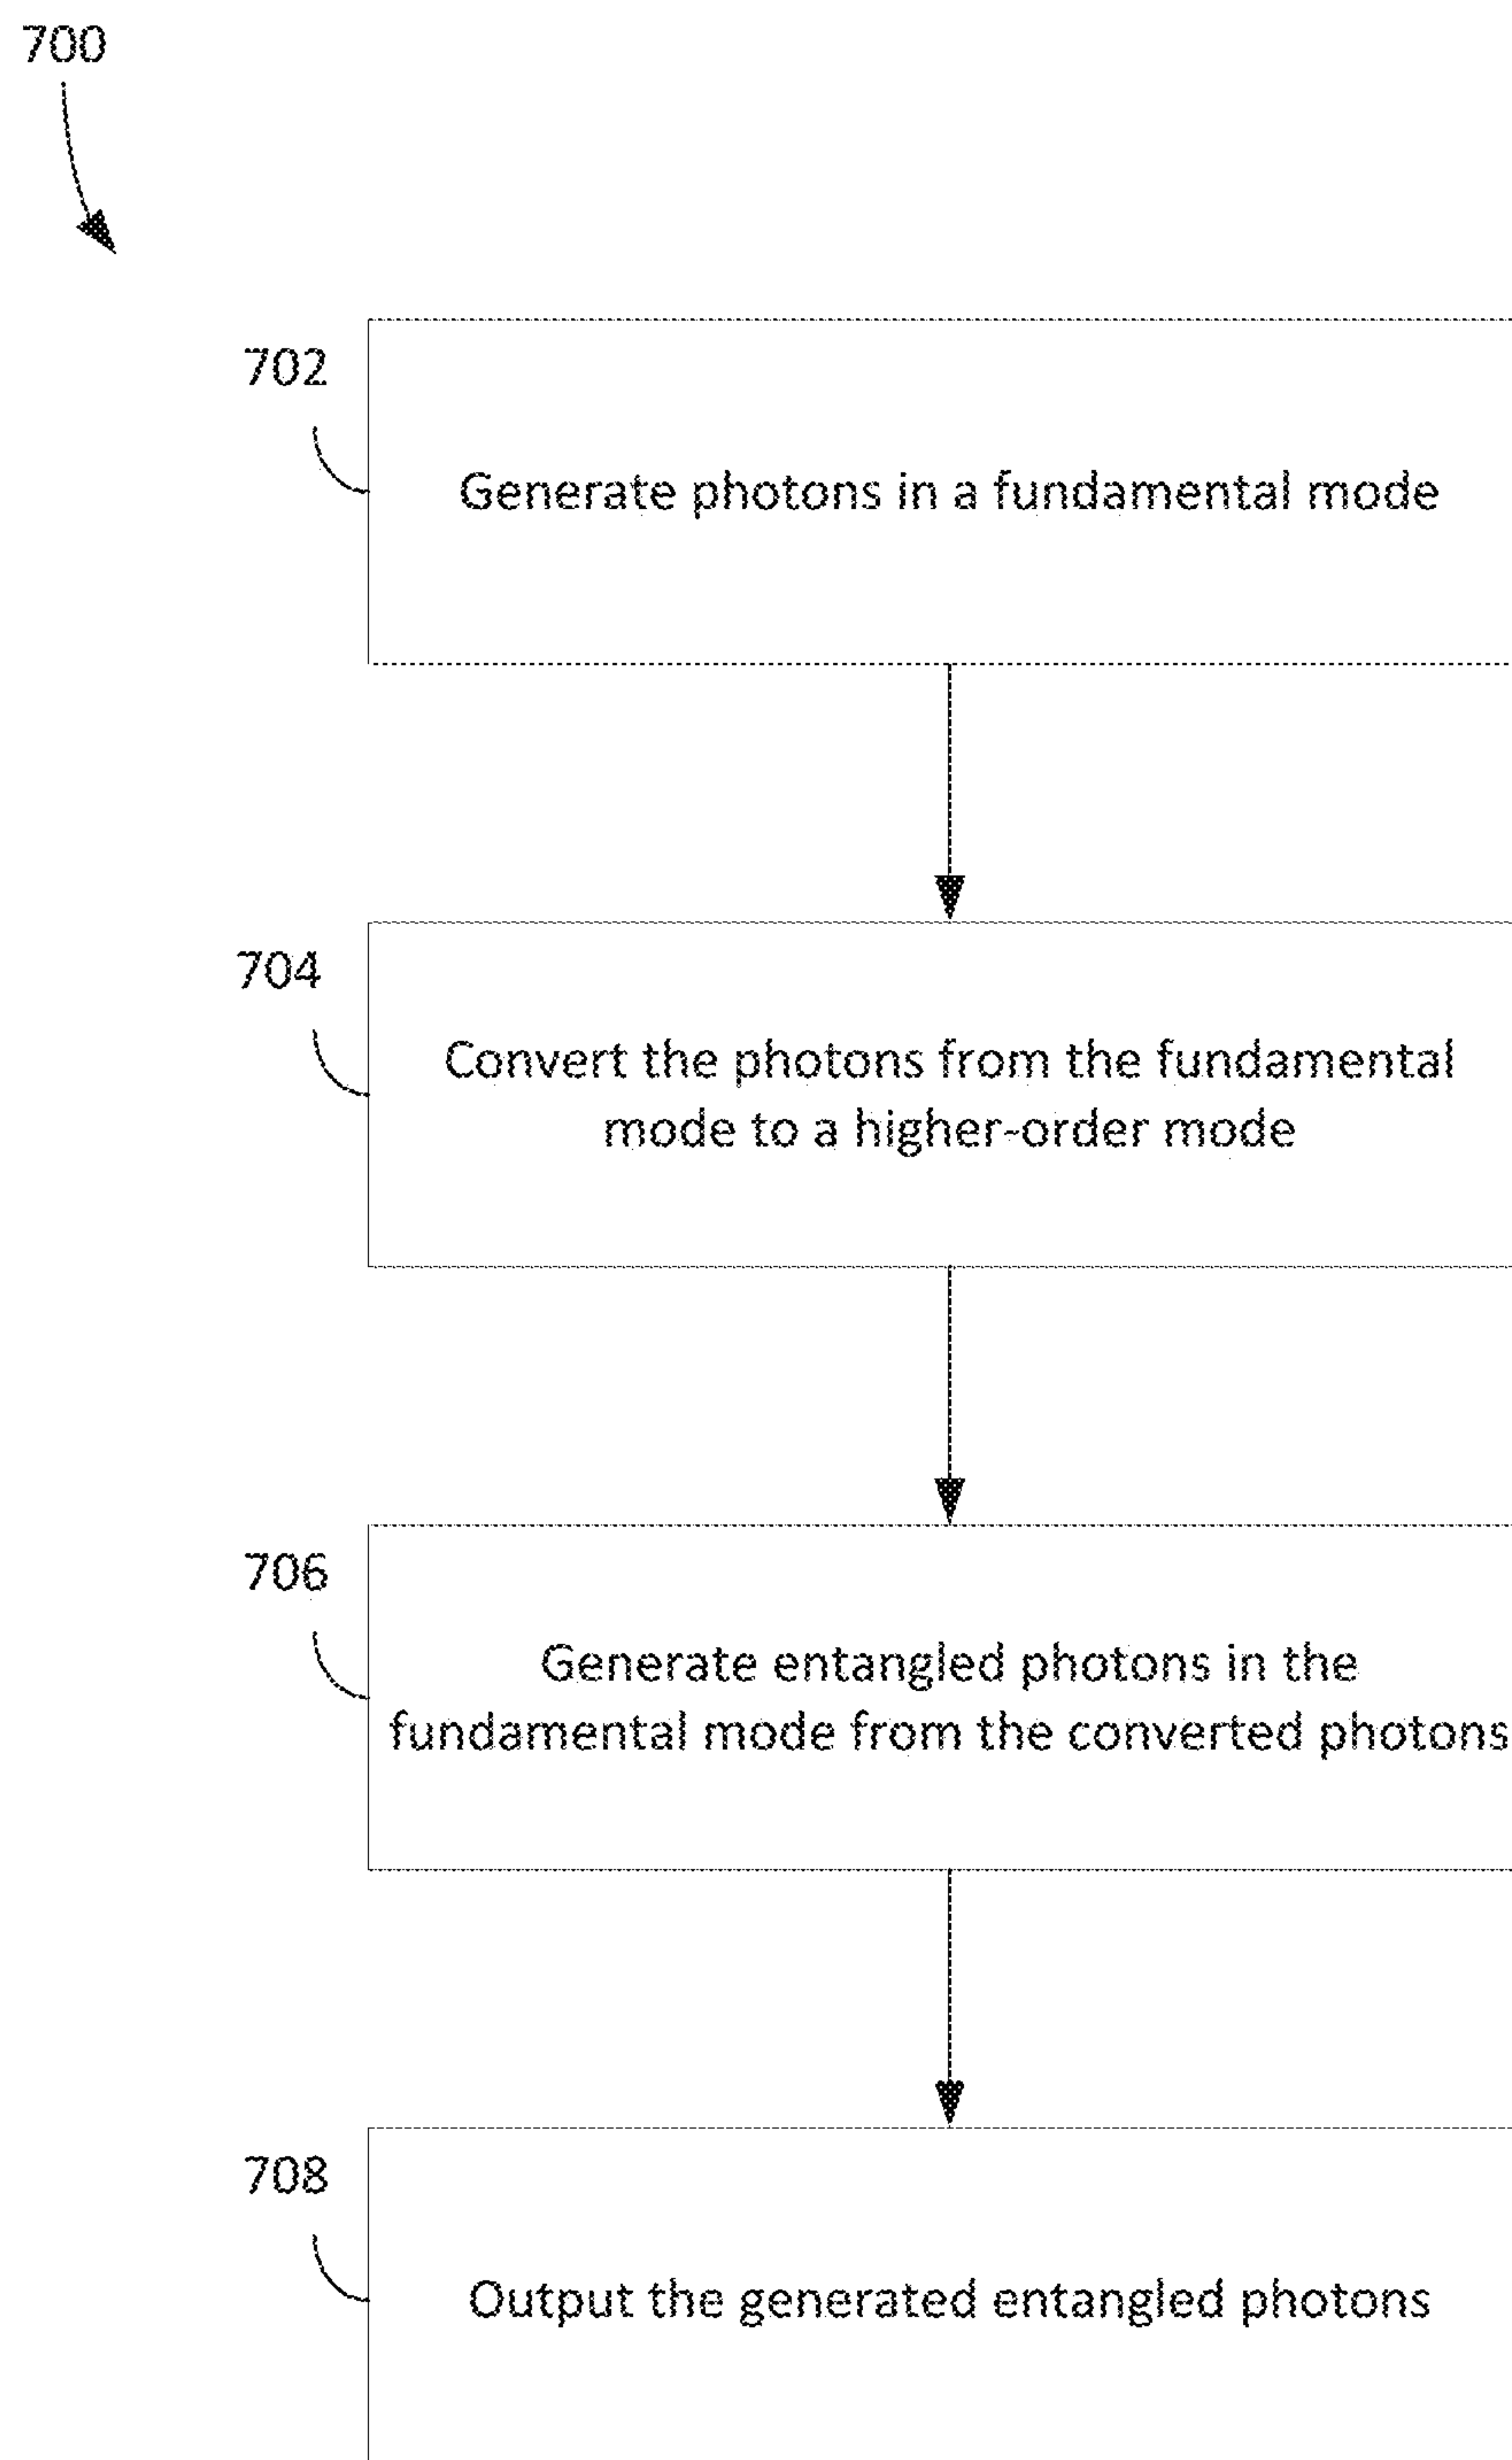 700
702
Generate photons in a fundamental mode
704
Convert the photons from the fundamental
mode to a higher-order mode
706
Generate entangled photons in the
fundamental mode from the converted photons
708
Output the generated entangled photons